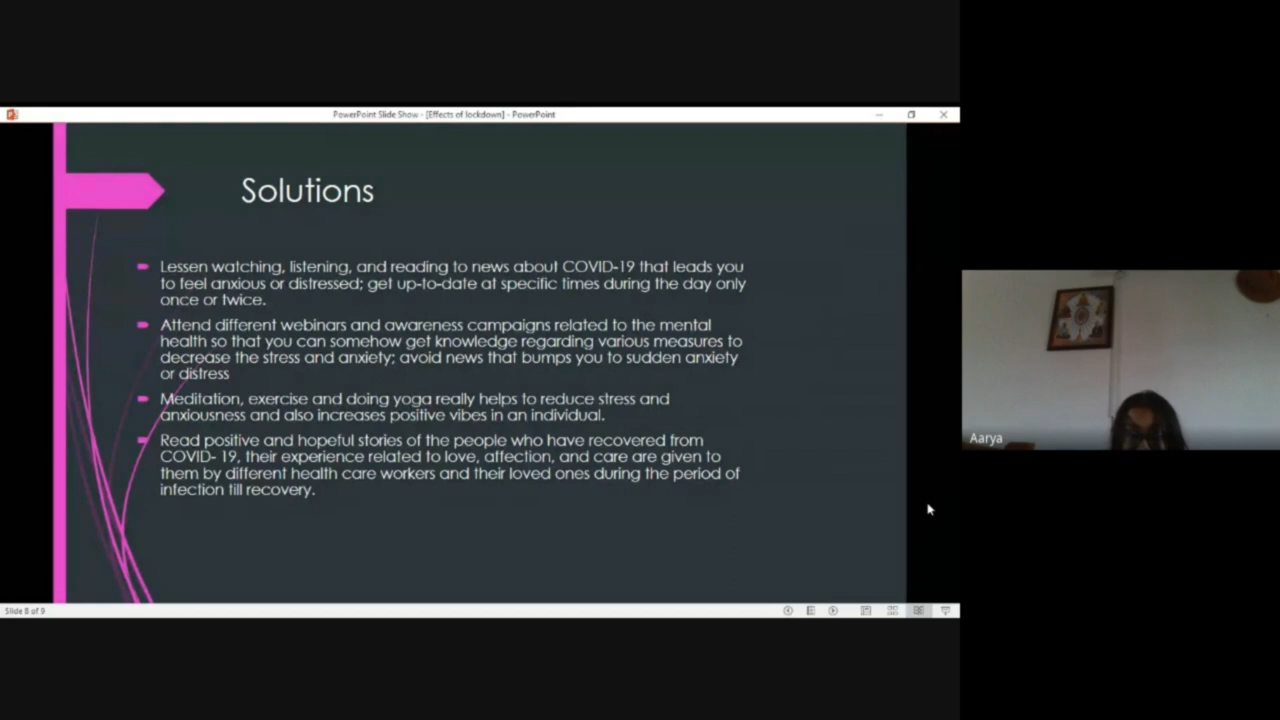 PowerPoint Slide Show - [Effects of lockdown] - PowerPoint
Solutions
Lessen watching, listening, and reading to news about COVID-19 that leads you
to feel anxious or distressed; get up-to-date at specific times during the day only
once or twice.
Attend different webinars and awareness campaigns related to the mental
health so that you can somehow get knowledge regarding various measures to
decrease the stress and anxiety; avoid news that bumps you to sudden anxiety
or distress
Meditation, exercise and doing yoga really helps to reduce stress and
anxiousness and also increases positive vibes in an individual.
Read positive and hopeful stories of the people who have recovered from
COVID- 19, their experience related to love, affection, and care are given to
them by different health care workers and their loved ones during the period of
infection till recovery.
Aarya
Slide 8 of 9